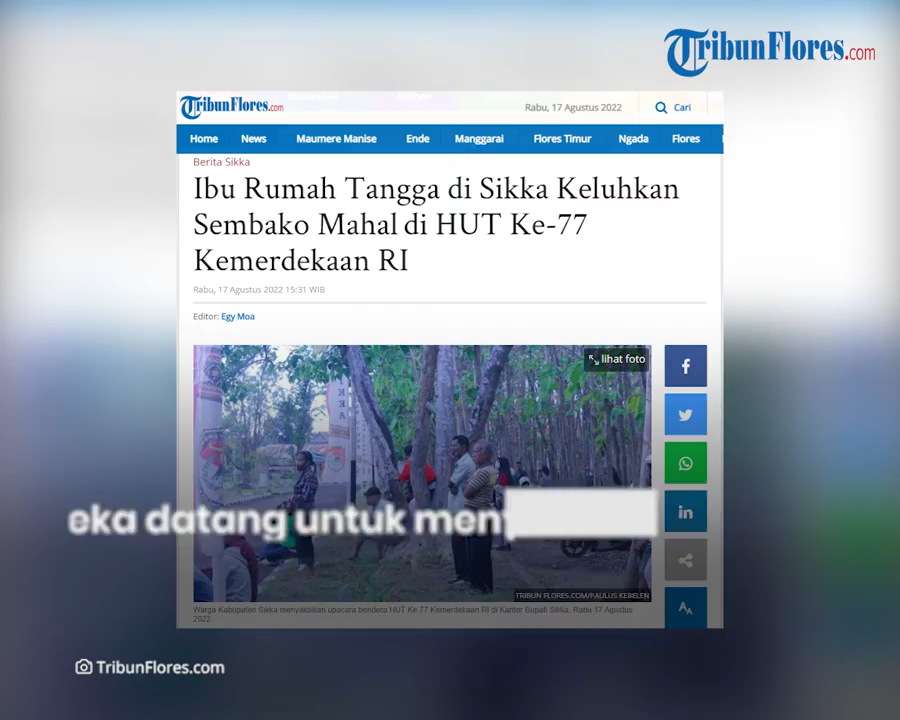 TribunFlores.com
TribunFlores.com
Rabu, 17 Agustus 2022
Cari
Home News Maumere Manise Ende Manggarai Flores Timur Ngada Flores
Berita Sikka
Ibu Rumah Tangga di Sikka Keluhkan
Sembako Mahal di HUT Ke-77
Kemerdekaan RI
Rabu, 17 Agustus 2022 15:31 WIB
Editor: Egy Moa
lihat foto
eka datang untuk meny
TRIBUN FLORES.COM/PAULUS KEBELEN
Warga Kabupaten Sikka menyaksikan upacara bendera HUT Ke 77 Kemerdekaan RI di Kantor Bupati Sikka, Rabu 17 Agustus
2022.
AA
TribunFlores.com